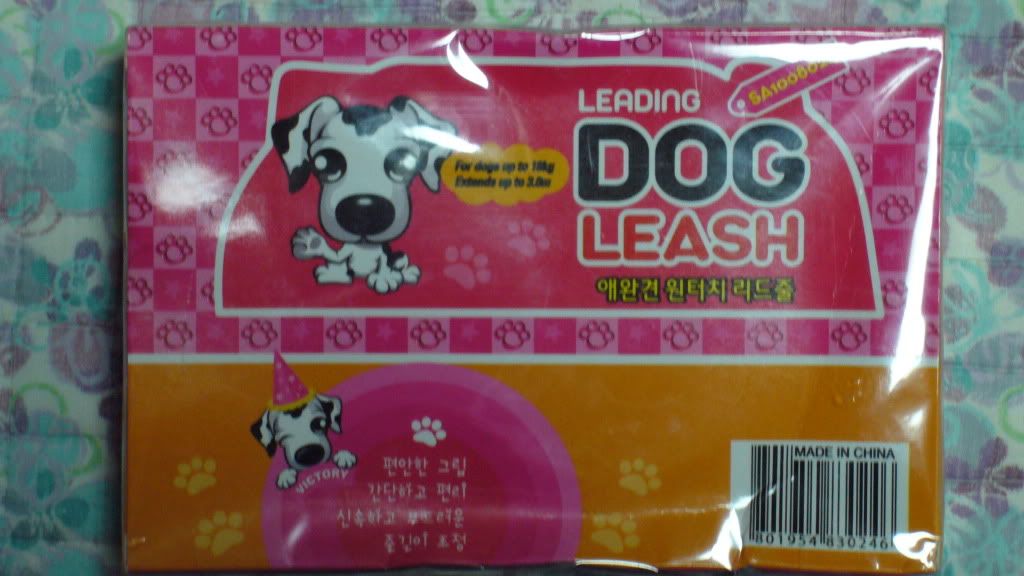 LEADING
DOG
LEASH
애완견 원터치 리드줄
For dogs up to 15kg
Extends up to 3.0m
VICTORY
편안한 그립
간단하고 편리
신속하고 부드러운
줄길이 조정
MADE IN CHINA
801954 830246